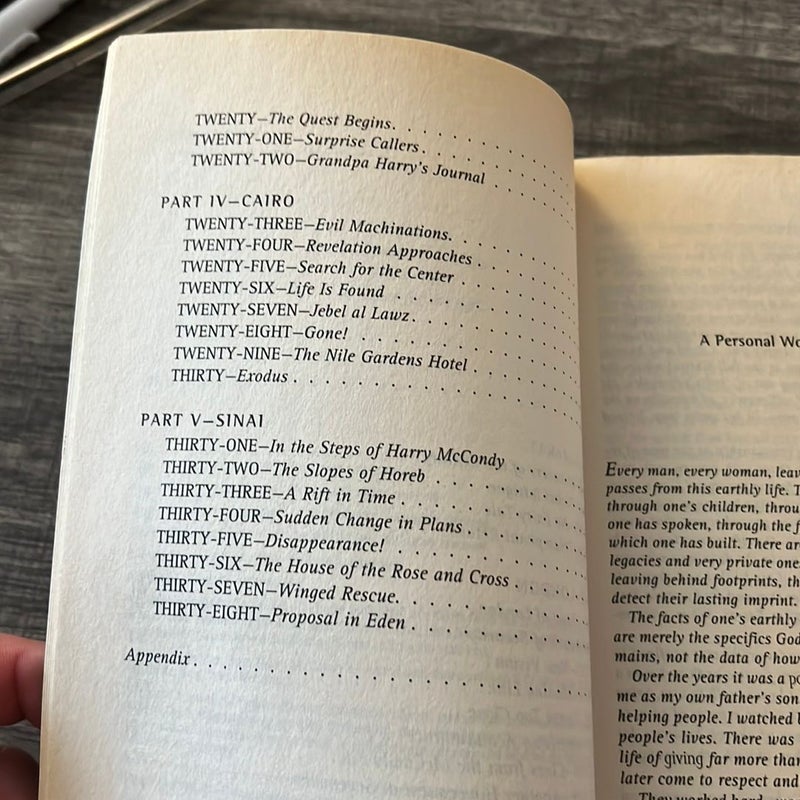 TWENTY—The Quest Begins. . . . . . . . . .
TWENTY-ONE—Surprise Callers. . . . . . . . .
TWENTY-TWO—Grandpa Harry's Journal . . . . . .
PART IV—CAIRO
TWENTY-THREE—Evil Machinations. . . . . . . .
TWENTY-FOUR—Revelation Approaches . . . . . . .
TWENTY-FIVE—Search for the Center . . . . . . .
TWENTY-SIX—Life Is Found . . . . . . . . . . .
TWENTY-SEVEN—Jebel al Lawz. . . . . . . . . .
TWENTY-EIGHT—Gone! . . . . . . . . . . . . .
TWENTY-NINE—The Nile Gardens Hotel . . . . . . .
THIRTY—Exodus . . . . . . . . . . . . . . . .
PART V—SINAI
THIRTY-ONE—In the Steps of Harry McCondy . . . .
THIRTY-TWO—The Slopes of Horeb . . . . . . . . .
THIRTY-THREE—A Rift in Time . . . . . . . . . .
THIRTY-FOUR—Sudden Change in Plans . . . . . . .
THIRTY-FIVE—Disappearance! . . . . . . . . . .
THIRTY-SIX—The House of the Rose and Cross . . . .
THIRTY-SEVEN—Winged Rescue. . . . . . . . . . .
THIRTY-EIGHT—Proposal in Eden . . . . . . . . .
Appendix . . . . . . . . . . . . . . . . . . .
A Personal Wo
Every man, every woman, leav
passes from this earthly life. T
through one's children, throu
one has spoken, through the f
which one has built. There ar
legacies and very private one
leaving behind footprints, th
detect their lasting imprint.
The facts of one's earthly
are merely the specifics God
mains, not the data of how
Over the years it was a po
me as my own father's son
helping people. I watched
people's lives. There was
life of giving far more than
later come to respect and
They worked hard